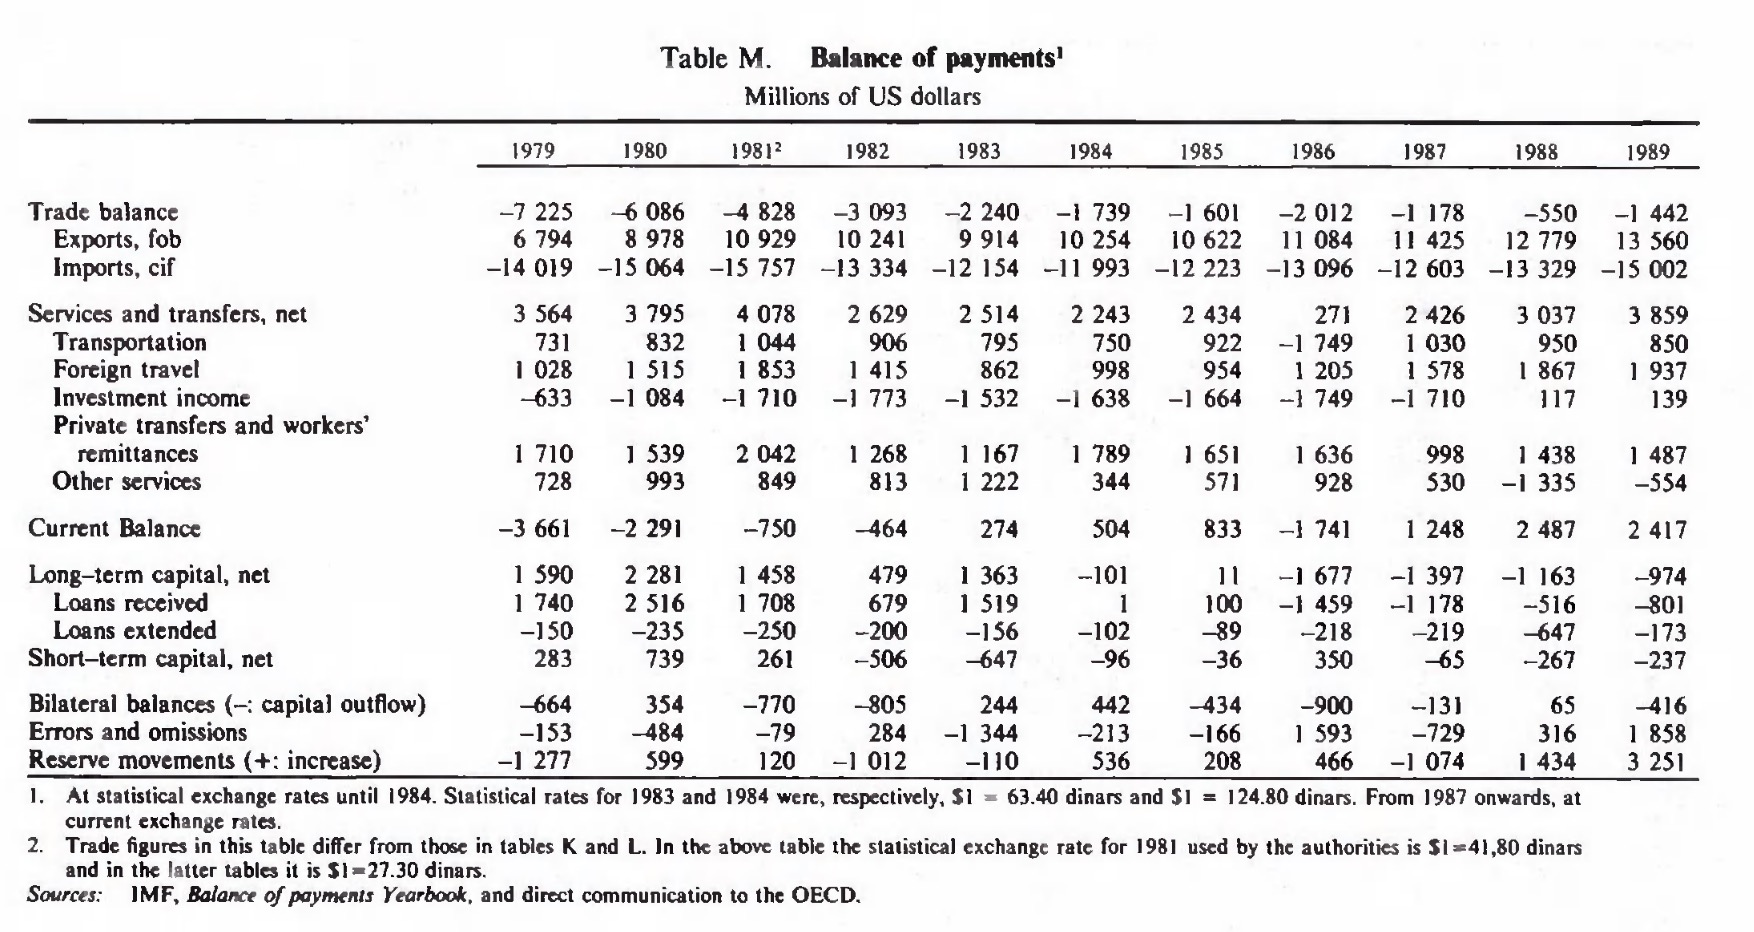 Table M. Balance of payments¹
Millions of US dollars
1979 1980 1981² 1982 1983 1984 1985 1986 1987 1988 1989
Trade balance –7 225 –6 086 –4 828 –3 093 –2 240 –1 739 –1 601 –2 012 –1 178 –550 –1 442
Exports, fob 6 794 8 978 10 929 10 241 9 914 10 254 10 622 11 084 11 425 12 779 13 560
Imports, cif –14 019 –15 064 –15 757 –13 334 –12 154 –11 993 –12 223 –13 096 –12 603 –13 329 –15 002
Services and transfers, net 3 564 3 795 4 078 2 629 2 514 2 243 2 434 271 2 426 3 037 3 859
Transportation 731 832 1 044 906 795 750 922 –1 749 1 030 950 850
Foreign travel 1 028 1 515 1 853 1 415 862 998 954 1 205 1 578 1 867 1 937
Investment income –633 –1 084 –1 710 –1 773 –1 532 –1 638 –1 664 –1 749 –1 710 117 139
Private transfers and workers'
remittances 1 710 1 539 2 042 1 268 1 167 1 789 1 651 1 636 998 1 438 1 487
Other services 728 993 849 813 1 222 344 571 928 530 –1 335 –554
Current Balance –3 661 –2 291 –750 –464 274 504 833 –1 741 1 248 2 487 2 417
Long–term capital, net 1 590 2 281 1 458 479 1 363 –101 11 –1 677 –1 397 –1 163 –974
Loans received 1 740 2 516 1 708 679 1 519 1 100 –1 459 –1 178 –516 –801
Loans extended –150 –235 –250 –200 –156 –102 –89 –218 –219 –647 –173
Short–term capital, net 283 739 261 –506 –647 –96 –36 350 –65 –267 –237
Bilateral balances (–: capital outflow) –664 354 –770 –805 244 442 –434 –900 –131 65 –416
Errors and omissions –153 –484 –79 284 –1 344 –213 –166 1 593 –729 316 1 858
Reserve movements (+: increase) –1 277 599 120 –1 012 –110 536 208 466 –1 074 1 434 3 251
1. At statistical exchange rates until 1984. Statistical rates for 1983 and 1984 were, respectively, $1 = 63.40 dinars and $1 = 124.80 dinars. From 1987 onwards, at
current exchange rates.
2. Trade figures in this table differ from those in tables K and L. In the above table the statistical exchange rate for 1981 used by the authorities is $1=41,80 dinars
and in the latter tables it is $1=27.30 dinars.
Sources: IMF, Balance of payments Yearbook, and direct communication to the OECD.